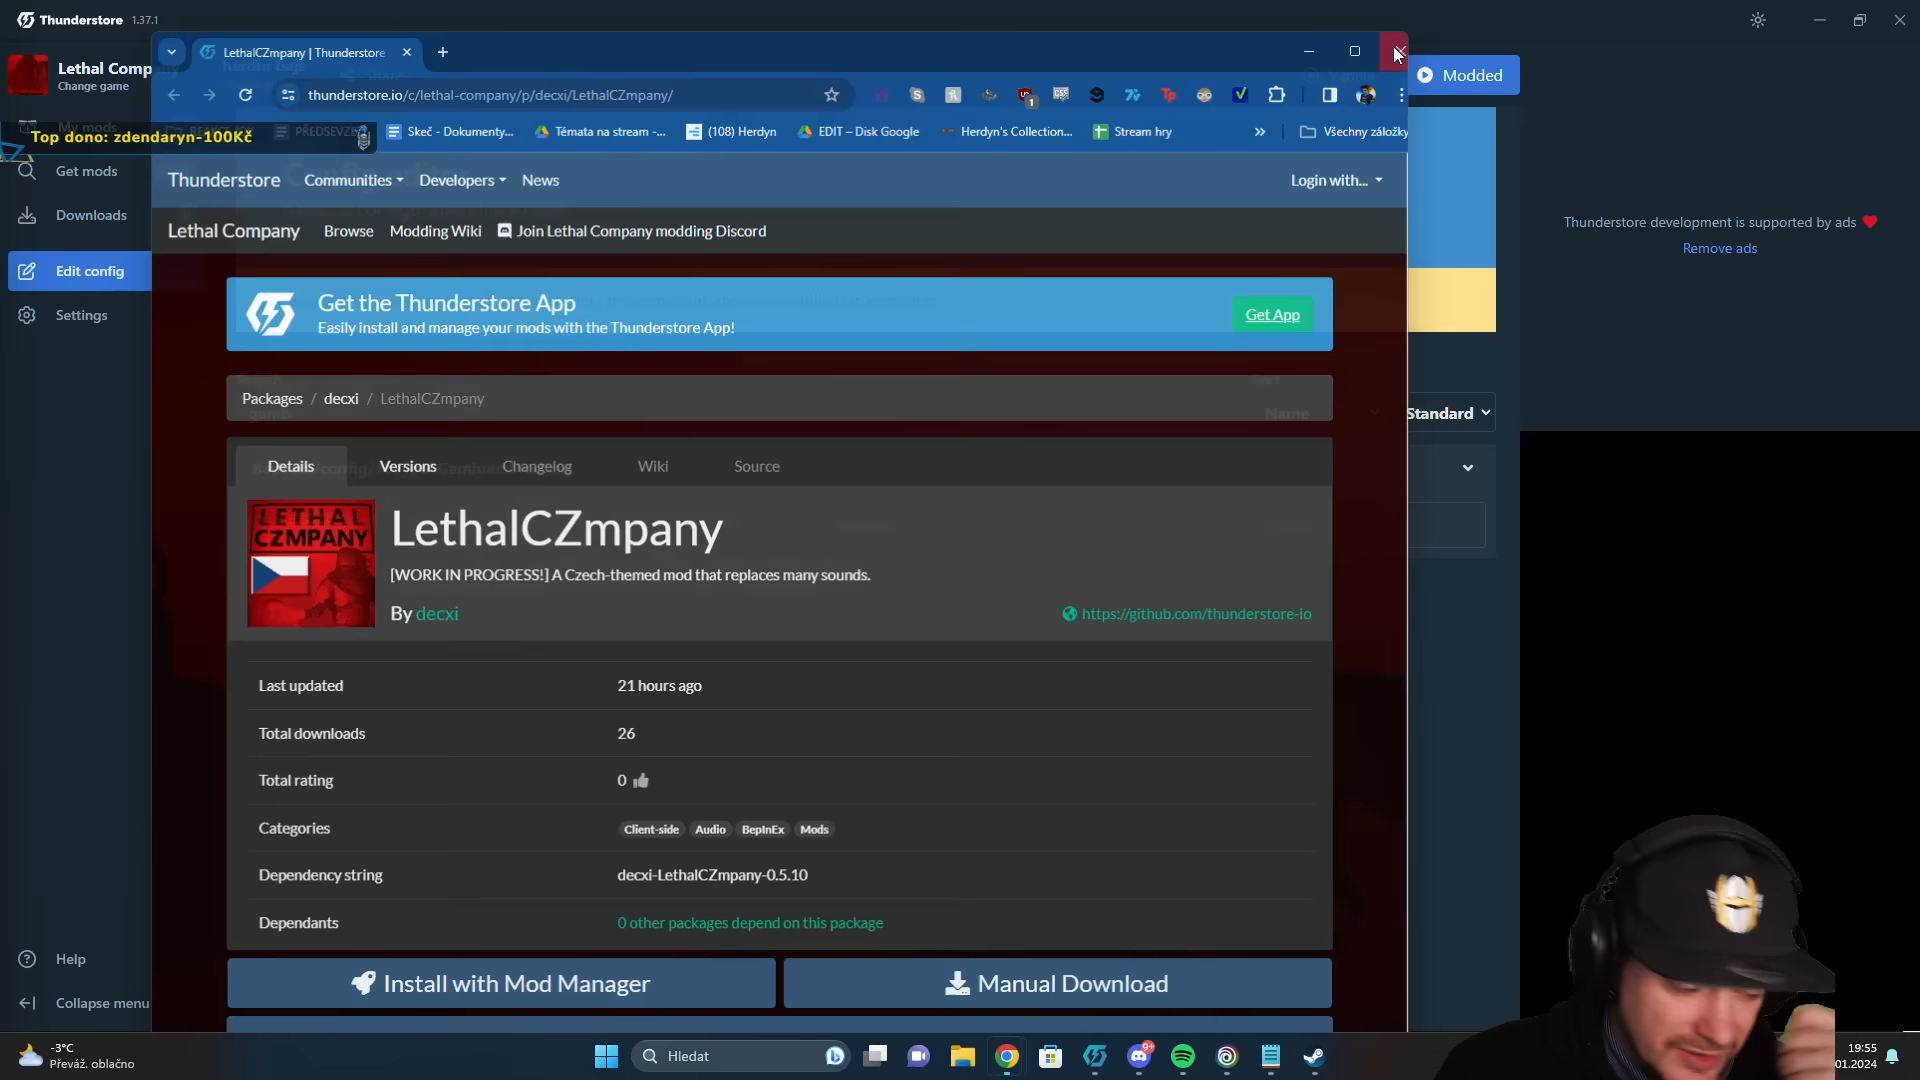 Thunderstore 1.37.1
Lethal Comp
Change game
LethalCZmpany | Thunderstore
Modded
thunderstore.io/c/lethal-company/p/decxi/LethalCZmpany/
My mods
Top dono: zdendaryn-100Kč
PŘEDSEVZE
Skeč - Dokumenty...
Témata na stream -...
(108) Herdyn
EDIT – Disk Google
Herdyn's Collection...
Stream hry
»
Všechny záložky
Get mods
Downloads
Edit config
Settings
Thunderstore
Communities
Developers
News
Login with...
Lethal Company
Browse
Modding Wiki
Join Lethal Company modding Discord
Thunderstore development is supported by ads
Remove ads
Get the Thunderstore App
Easily install and manage your mods with the Thunderstore App!
Get App
Packages / decxi / LethalCZmpany
Name
Standard
Details
Versions
Changelog
Wiki
Source
LETHAL
CZMPANY
LethalCZmpany
[WORK IN PROGRESS!] A Czech-themed mod that replaces many sounds.
By decxi
https://github.com/thunderstore-io
Last updated 21 hours ago
Total downloads 26
Total rating 0
Categories Client-side Audio BepInEx Mods
Dependency string decxi-LethalCZmpany-0.5.10
Dependants 0 other packages depend on this package
Install with Mod Manager
Manual Download
Help
Collapse menu
-3°C
Převáž. oblačno
Hledat
9+
19:55
01.2024